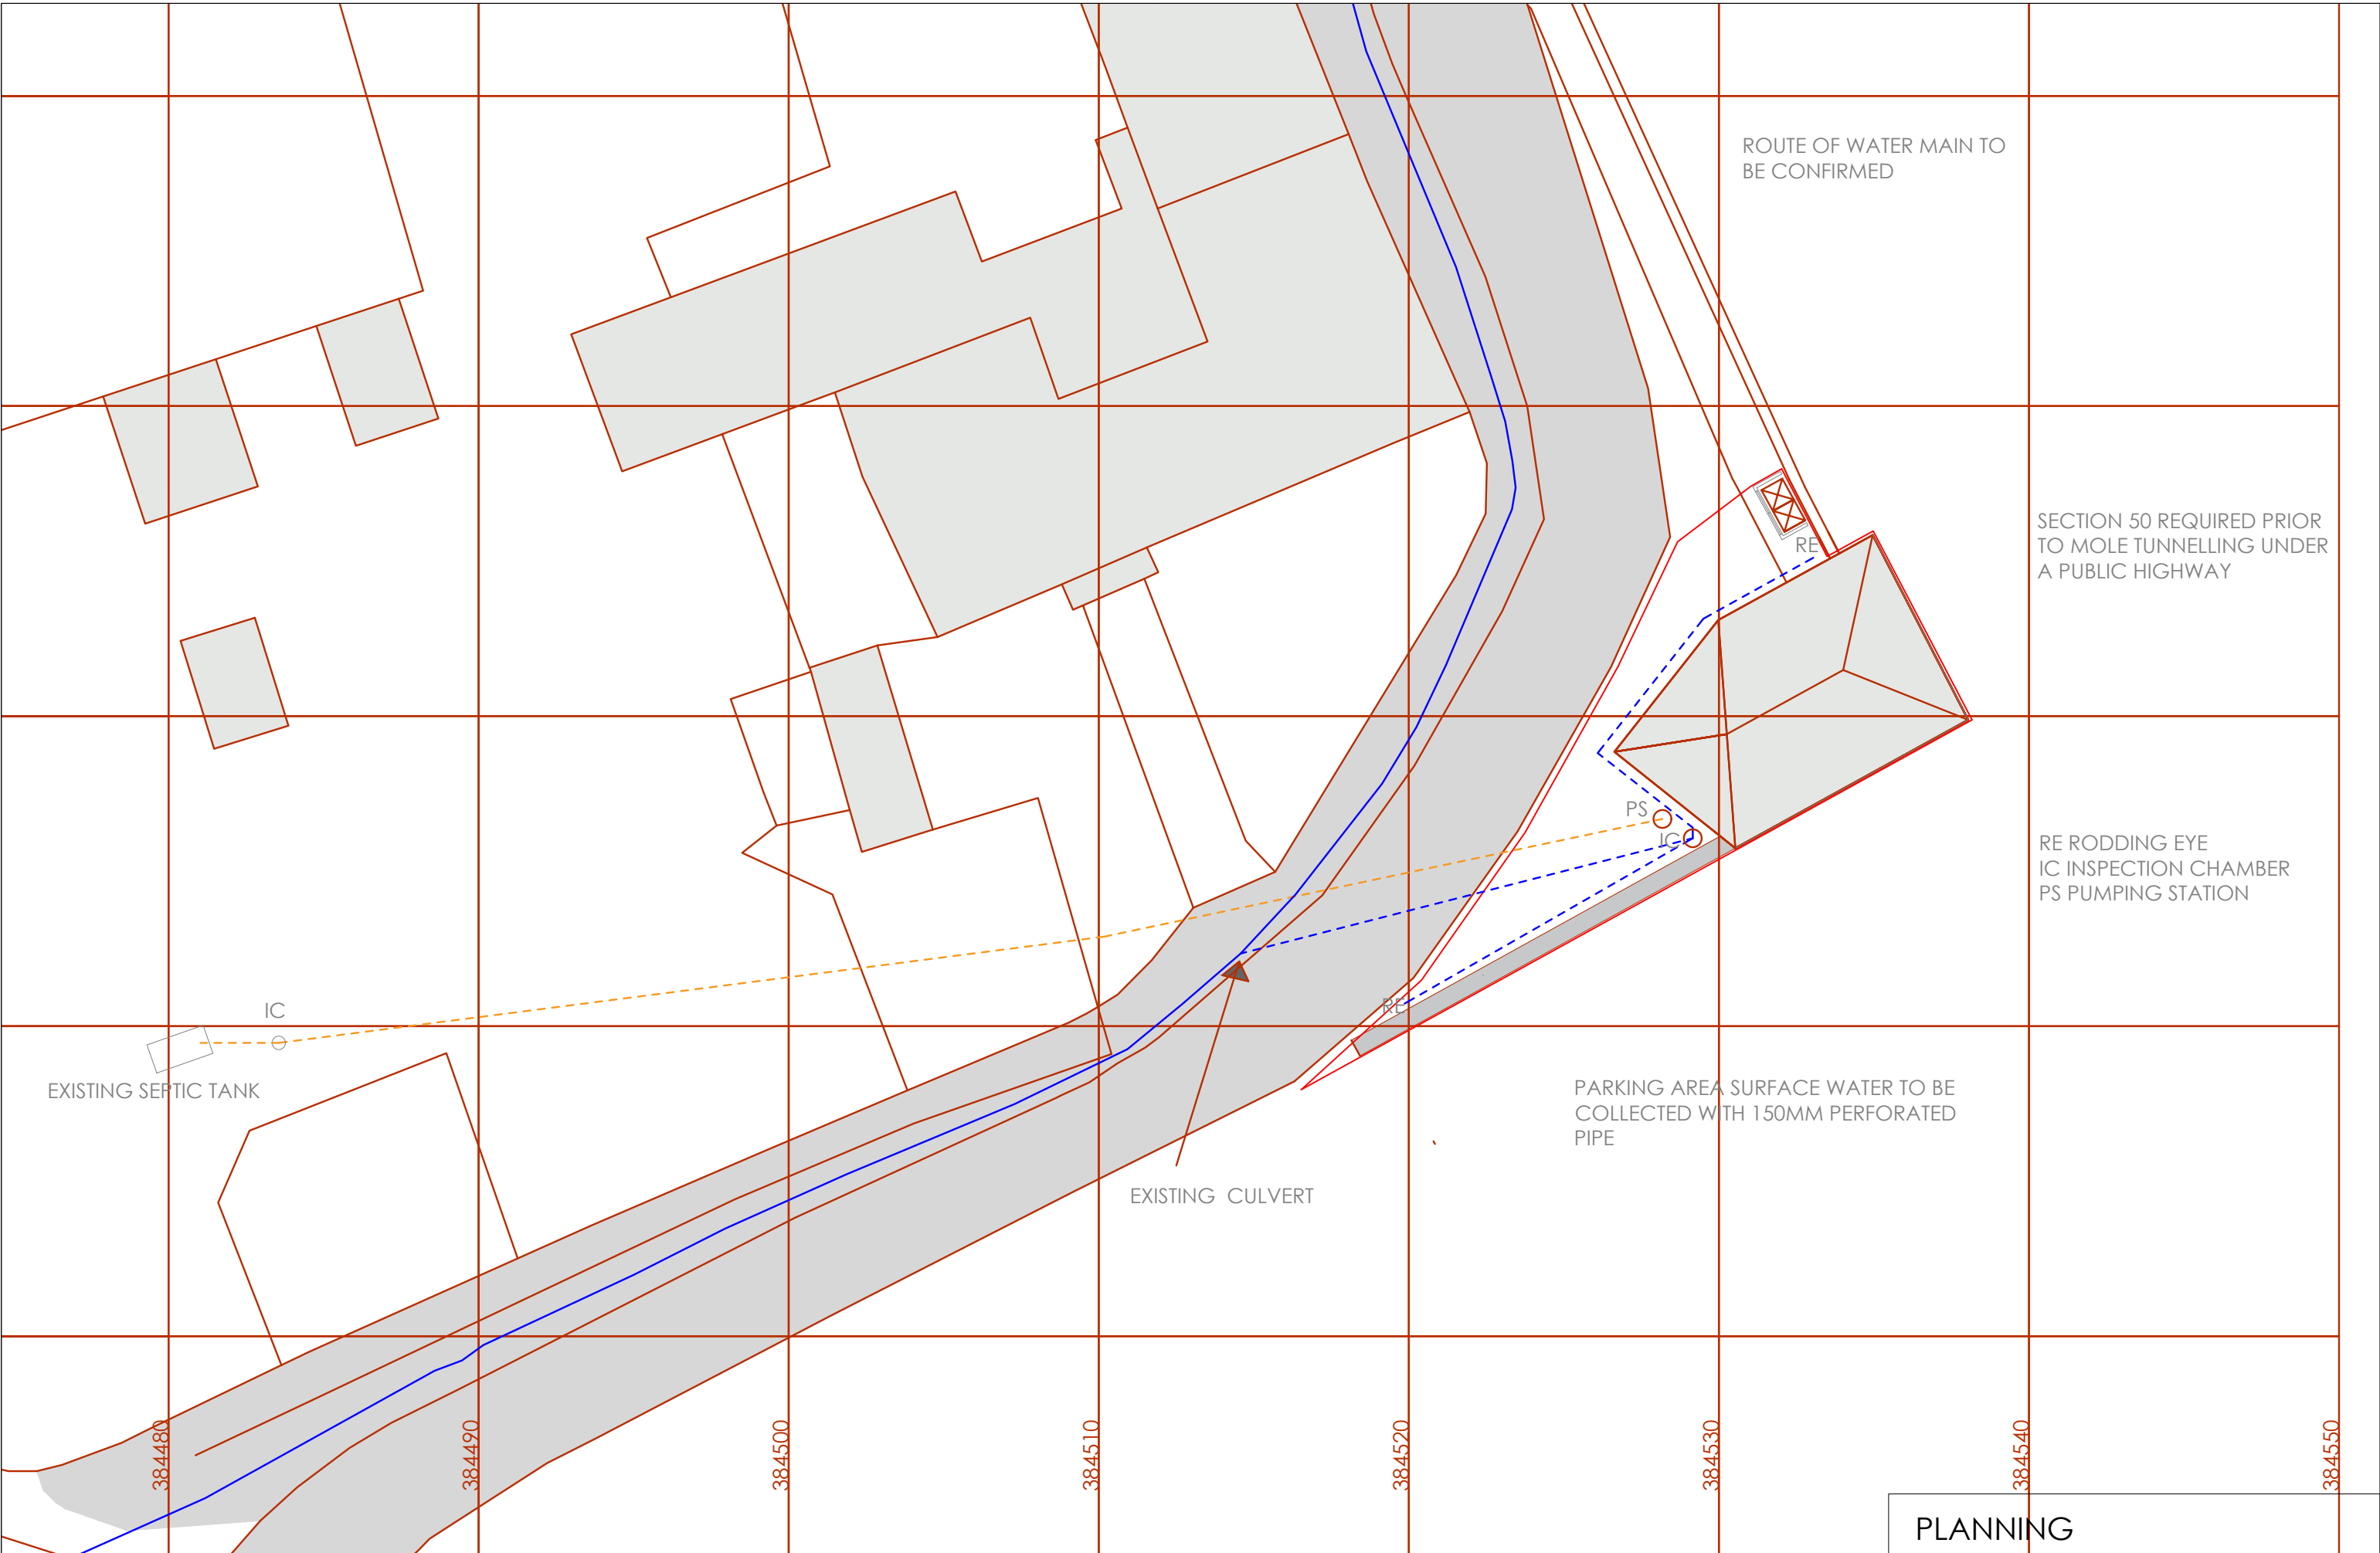 ROUTE OF WATER MAIN TO
BE CONFIRMED
SECTION 50 REQUIRED PRIOR
TO MOLE TUNNELLING UNDER
A PUBLIC HIGHWAY
RE
PS
IC
RE RODDING EYE
IC INSPECTION CHAMBER
PS PUMPING STATION
RE
IC
EXISTING SEPTIC TANK
PARKING AREA SURFACE WATER TO BE
COLLECTED WITH 150MM PERFORATED
PIPE
EXISTING CULVERT
384480
384490
384500
384510
384520
384530
384540
384550
PLANNING